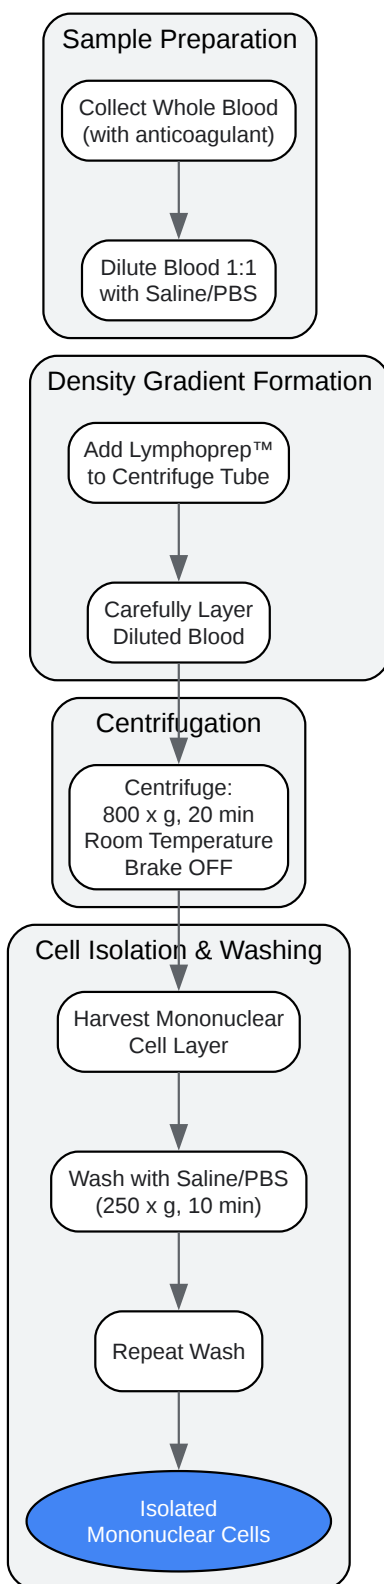 Sample Preparation
Collect Whole Blood
(with anticoagulant)
Dilute Blood 1:1
with Saline/PBS
Density Gradient Formation
Add Lymphoprep™
to Centrifuge Tube
Carefully Layer
Diluted Blood
Centrifugation
Centrifuge:
800 x g, 20 min
Room Temperature
Brake OFF
Cell Isolation & Washing
Harvest Mononuclear
Cell Layer
Wash with Saline/PBS
(250 x g, 10 min)
Repeat Wash
Isolated
Mononuclear Cells